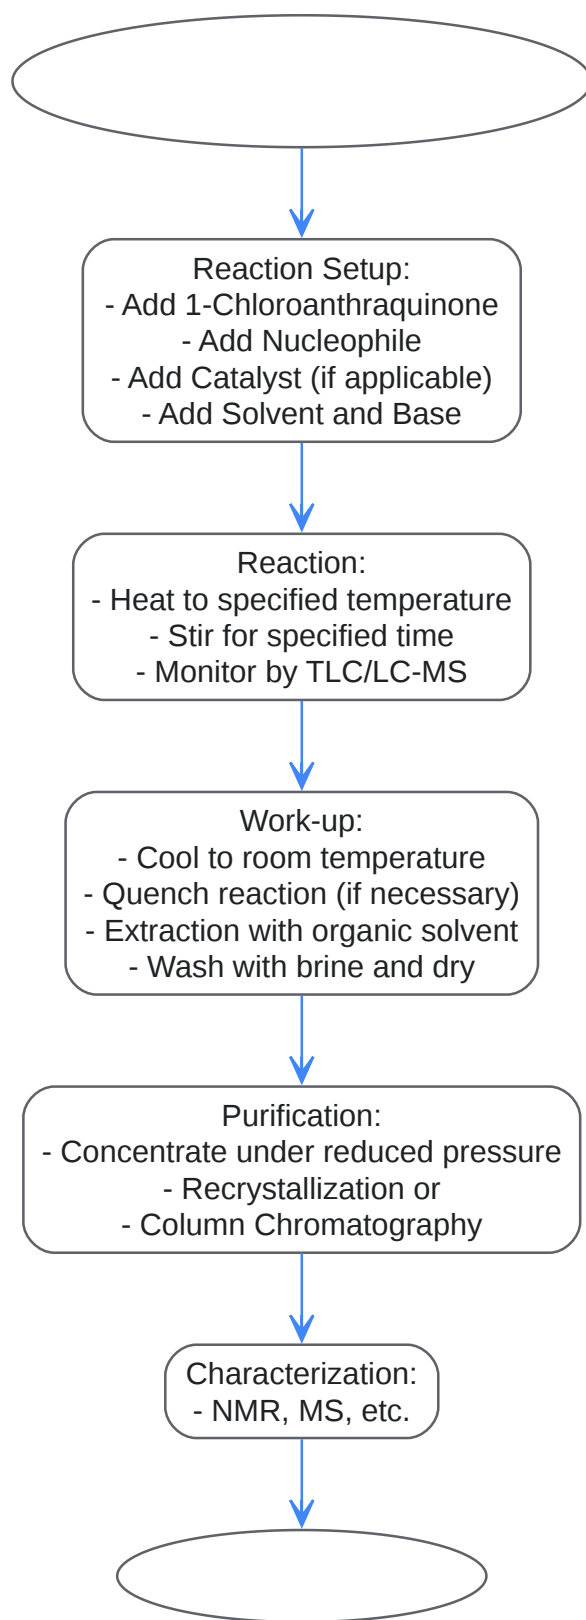 Reaction Setup:
- Add 1-Chloroanthraquinone
- Add Nucleophile
- Add Catalyst (if applicable)
- Add Solvent and Base
Reaction:
- Heat to specified temperature
- Stir for specified time
- Monitor by TLC/LC-MS
Work-up:
- Cool to room temperature
- Quench reaction (if necessary)
- Extraction with organic solvent
- Wash with brine and dry
Purification:
- Concentrate under reduced pressure
- Recrystallization or
- Column Chromatography
Characterization:
- NMR, MS, etc.